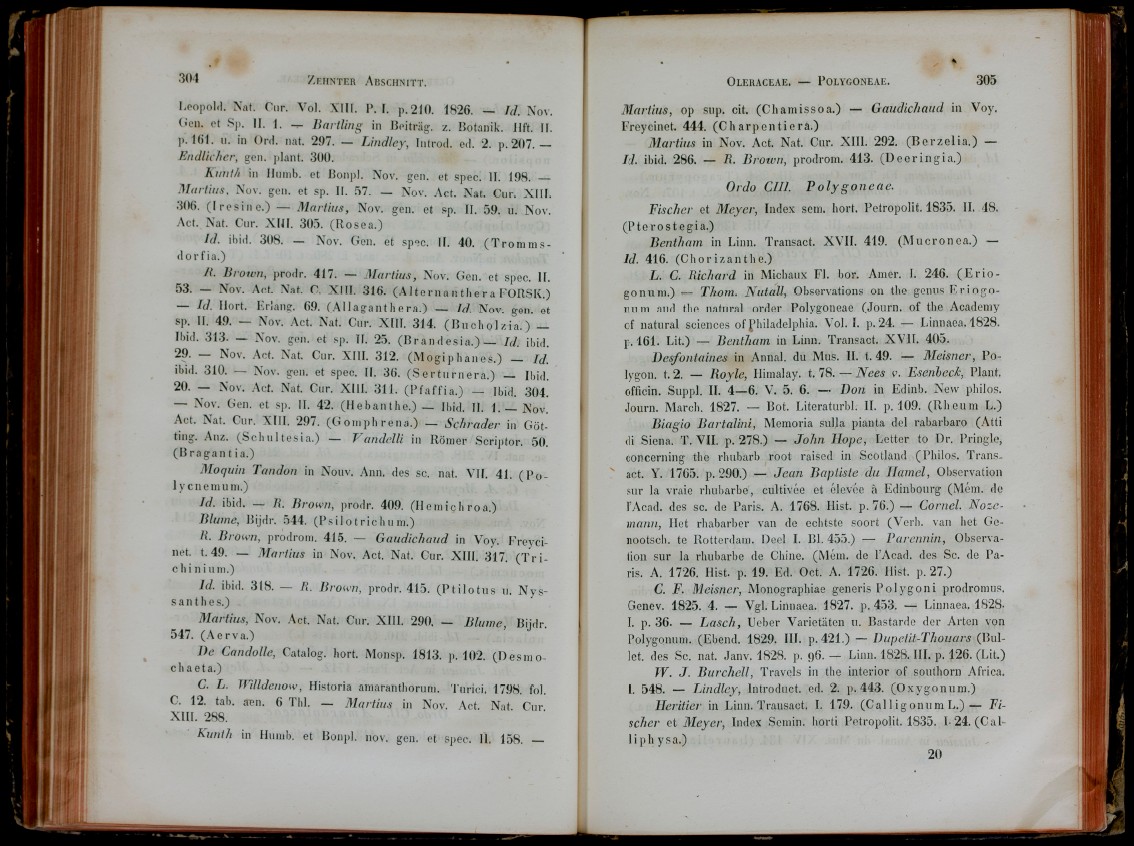 304 ZEHNTER ABSCHNITT.
Leopold. Nat. Cur. Vol. XIII. P. I. p. 210. 1826. — Id. Nov.
Gen. et Sp. II. 1. — Bartling in Beiträg. z. Botanik. Hft. II.
p. 161. u. in Ord. nat. 297. — Lindley, Introd. ed. 2. p. 207. —
Endlicher, gen. plant. 300.
Kunth in Humb. et Bonpl. Nov. gen. et spec. II. 198. —
Martius, Nov. gen. et sp. II. 57. — Nov. Act. Nat. Cur. XIII.
306. (Iresine.) — Martius, Nov. gen. et sp. II. 59. u. Nov.
Act. Nat. Cur. XIII. 305. (Rosea.)
Id. ibid. 308. — Nov. Gen. et spec. II. 40. (Tromms-
dorfia.)
R. Brown, prodr. 417. — Martius, Nov. Gen. et spec. II.
53. — Nov. Act. Nat. C. XIII. 316. (Alternanthera FORSK.)
— Id. Hort. Erlang. 69. (Allaganthera.) — Id. Nov. gen. et
sp. II. 49. — Nov. Act. Nat. Cur. XIII. 314. (Bucholzia.) —
Ibid. 313. — Nov. gen. et sp. II. 25. (Brandesia.) — Id. ibid.
29. — Nov. Act. Nat. Cur. XIII. 312. (Mogiphanes.) — Id.
ibid. 310. — Nov. gen. et spec. II. 36. (Serturnera.) — Ibid.
20. — Nov. Act. Nat. Cur. XIII. 311. (Pfaffia.) — Ibid. 304.
— Nov. Gen. et sp. II. 42. (Hebanthe.) — Ibid. II. 1. — Nov.
Act. Nat. Cur. XIII. 297. (Gomphrena.) — Schrader in Göt-
ting. Anz. (Schultesia.) — Vandelli in Römer Scriptor. 50.
(Bragantia.)
Moquin Tandon in Nouv. Ann. des sc. nat. VII. 41. (Po-
lycnemum.)
Id. ibid. — R. Brown, prodr. 409. (Hemichroa.)
Blume, Bijdr. 544. (Psilotrichum.)
R. Brown, prodrom. 415. — Gaudichaud in Voy. Freyci-
net. t. 49. — Martius in Nov. Act. Nat. Cur. XIII. 317. (Tri-
chinium.)
Id. ibid. 318. — R. Brown, prodr. 415. (Ptilotus u. Nys-
santhes.)
Martius, Nov. Act. Nat. Cur. XIII. 290. — Blume, Bijdr.
547. (Aerva.)
De Candolle, Catalog. hort. Monsp. 1813. p. 102. (Desmo-
chaeta.)
C. L. Willdenow, Historia amaranthorum. Turici. 1798. fol.
C. 12. tab. aen. 6 Thl. — Martius in Nov. Act. Nat. Cur.
XIII. 288.
Kunth in Humb. et Bonpl. nov. gen. et spec. II. 158. —
OLERACEAE. — POLYGONEAE. 305
Martius, op sup. cit. (Chamissoa.) — Gaudichaud in Voy.
Freycinet. 444. (Charpentiera.)
Martius in Nov. Act. Nat. Cur. XIII. 292. (Berzelia.) —
Id. ibid. 286. — R. Brown, prodrom. 413. (Deeringia.)
Ordo CIII. Polygoneae.
Fischer et Meyer, Index sem. hort. Petropolit. 1835. II. 48.
(Pterostegia.)
Bentham in Linn. Transact. XVII. 419. (Mucronea.) —
Id. 416. (Chorizanthe.)
L. C. Richard in Michaux Fl. bor. Amer. I. 246. (Erio-
gonum.) — Thom. Nutall, Observations on the genus Eriogo-
num and the natural order Polygoneae (Journ. of the Academy
of natural sciences of Philadelphia. Vol. I. p. 24. — Linnaea. 1828.
p. 161. Lit.) — Bentham in Linn. Transact. XVII. 405.
Desfontaines in Annal. du Mus. II. t. 49. — Meisner, Po-
lygon. t. 2. — Royle, Himalay. t. 78. — Nees v. Esenbeck, Plant.
officin. Suppl. II. 4—6. V. 5. 6. — Don in Edinb. New philos.
Journ. March. 1827. — Bot. Literaturbl. II. p. 109. (Rheum L.)
Biagio Bartalini, Memoria sulla pianta del rabarbaro (Atti
di Siena. T. VII. p. 278.) — John Hope, Letter to Dr. Pringle,
concerning the rhubarb root raised in Scotland (Philos. Trans-
act. Y. 1765. p. 290.) — Jean Baptiste du Hamel, Observation
sur la vraie rhubarbe, cultivée et élevée à Edinbourg (Mém. de
l'Acad. des sc. de Paris. A. 1768. Hist. p. 76.) — Cornel. Noze-
mann, Het rhabarber van de echtste soort (Verh. van het Ge-
nootsch. te Rotterdam. Deel I. Bl. 455.) — Parennin, Observa-
tion sur la rhubarbe de Chine. (Mém. de l'Acad. des Sc. de Pa-
ris. A. 1726. Hist. p. 19. Ed. Oct. A. 1726. Hist. p. 27.)
C. F. Meisner, Monographiae generis Polygoni prodromus.
Genev. 1825. 4. — Vgl. Linnaea. 1827. p. 453. — Linnaea. 1828.
I. p. 36. — Lasch, Ueber Varietäten u. Bastarde der Arten von
Polygonum. (Ebend. 1829. III. p. 421.) — Dupetit-Thouars (Bul-
let. des Sc. nat. Janv. 1828. p. 96. — Linn. 1828. III. p. 126. (Lit.)
W. J. Burchell, Travels in the interior of southern Africa.
I. 548. — Lindley, Introduct. ed. 2. p. 443. (Oxygonum.)
Heritier in Linn. Transact. I. 179. (Calligonum L.) — Fi-
scher et Meyer, Index Semin. horti Petropolit. 1835. I. 24. (Cal-
liphysa.)
20